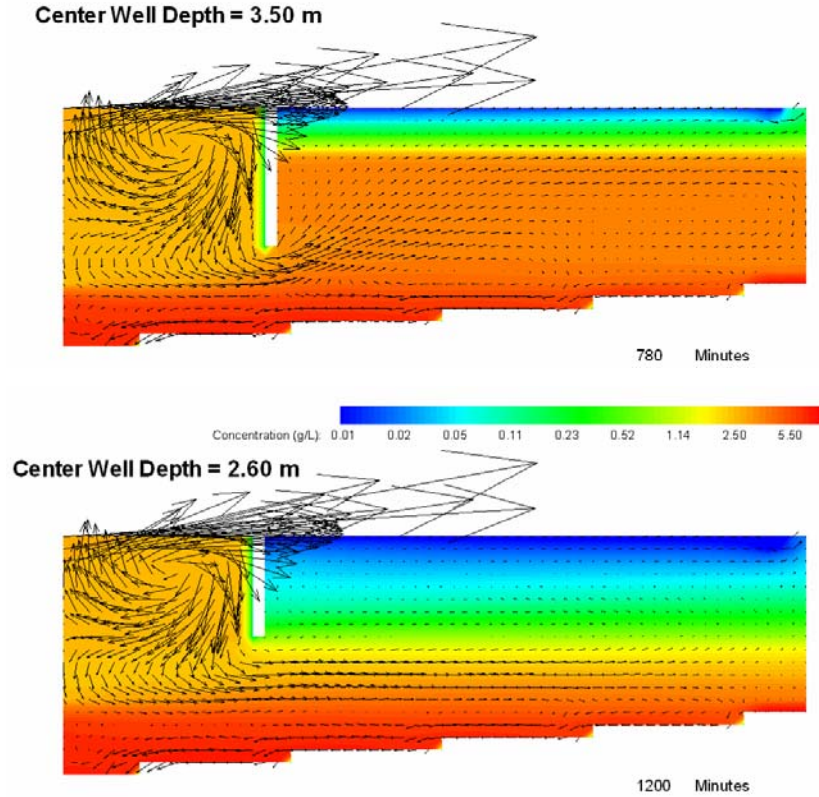 Center Well Depth = 3.50 m
780 Minutes
Concentration (g/L): 0.01 0.02 0.05 0.11 0.23 0.52 1.14 2.50 5.50
Center Well Depth = 2.60 m
1200 Minutes